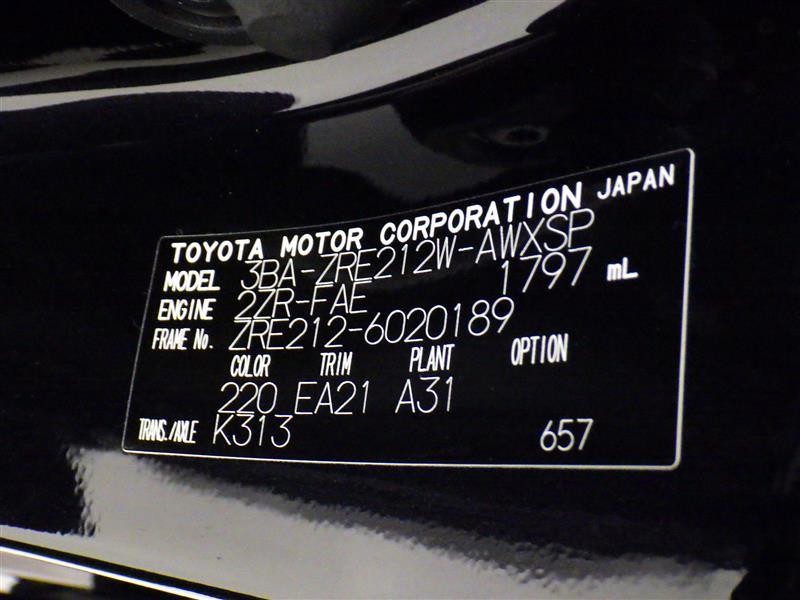 TOYOTA MOTOR CORPORATION JAPAN
MODEL 3BA-ZRE212W-AWXSP
ENGINE 2ZR-FAE 1797 mL
FRAME No. ZRE212-6020189
COLOR TRIM PLANT OPTION
220 EA21 A31
TRANS./AXLE K313 657